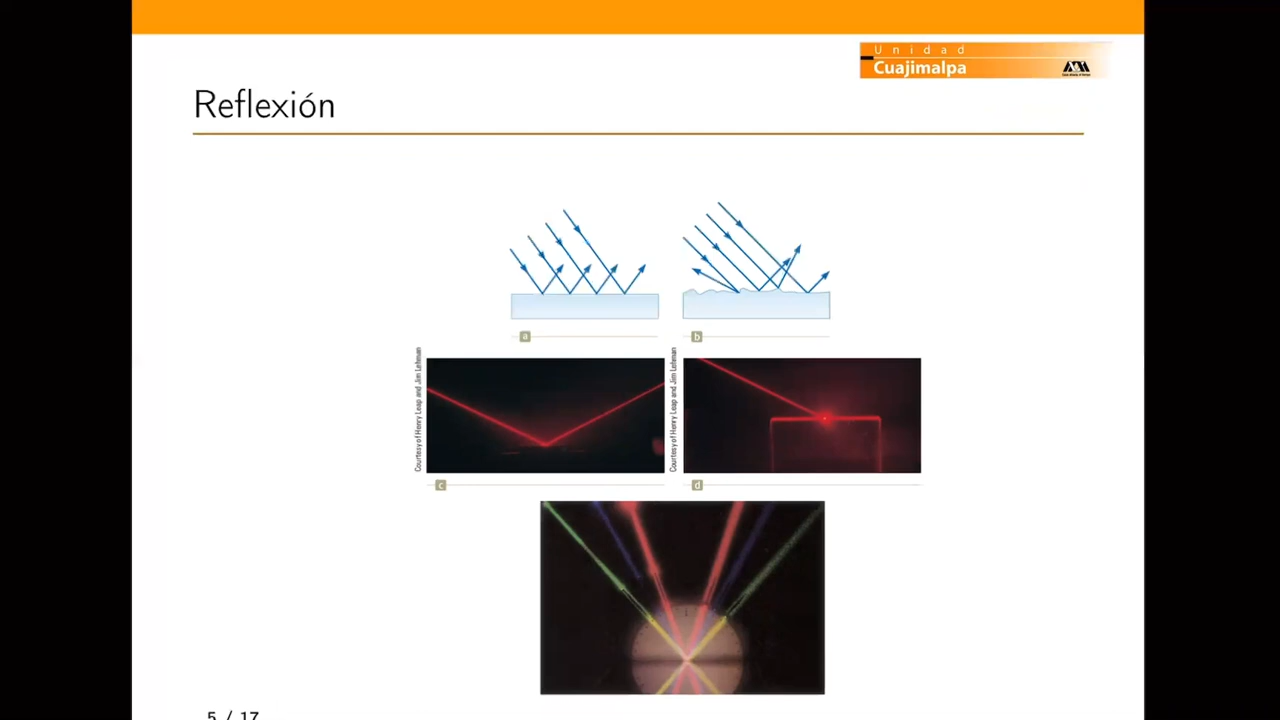 Unidad
Cuajimalpa
Reflexión
a
b
Courtesy of Henry Leap and Jim Lehman
Courtesy of Henry Leap and Jim Lehman
c
d
5 / 17